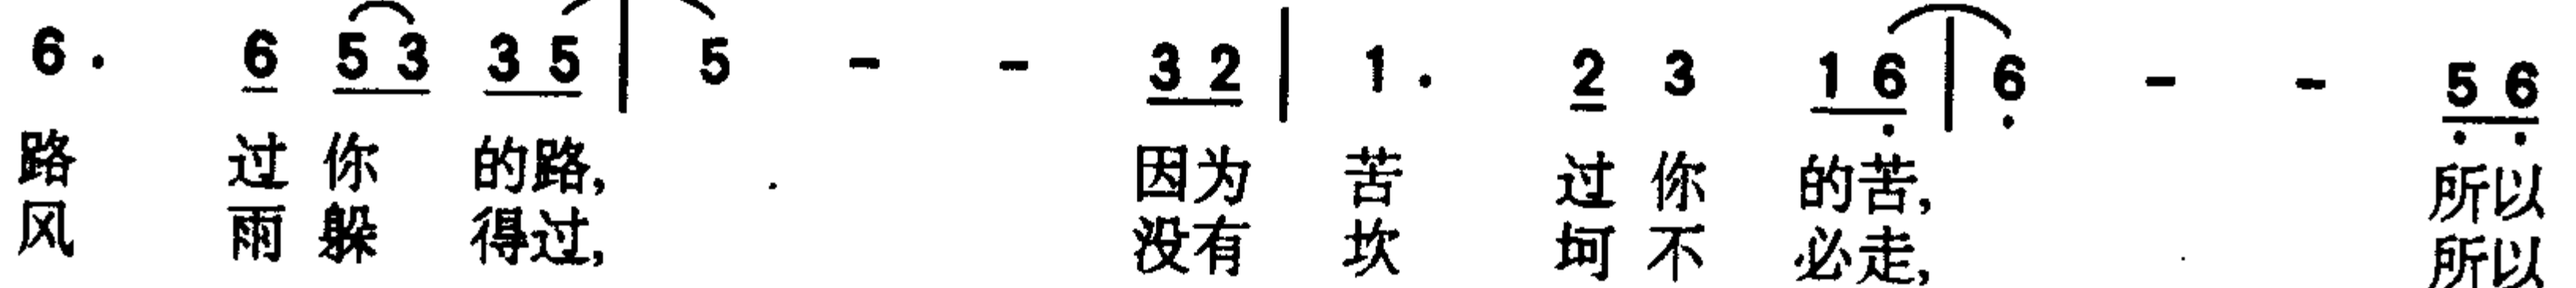 6. 6 5 3 3 5 | 5 - - 3 2 | 1. 2 3 1 6 | 6 - - 5 6
路 过 你 的路, 因为 苦 过 你 的苦, 所以
风 雨 躲 得过, 没有 坎 坷 不 必走, 所以